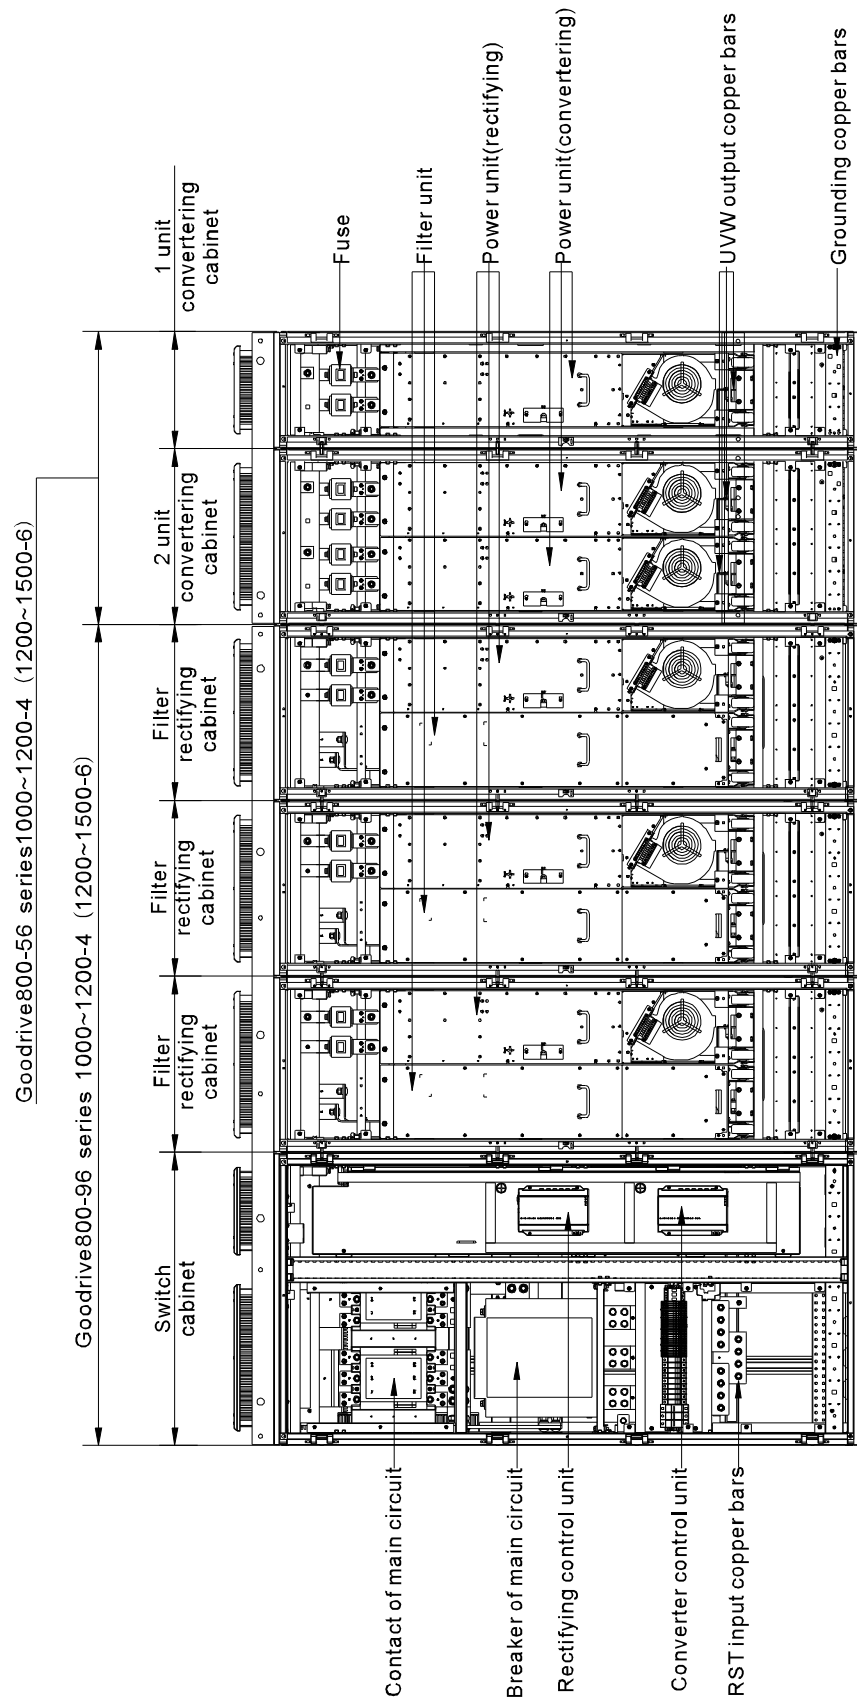 Goodrive800-56 series1000~1200-4（1200~1500-6）
Goodrive800-96 series 1000~1200-4（1200~1500-6）
Switch
cabinet
Filter
rectifying
cabinet
Filter
rectifying
cabinet
Filter
rectifying
cabinet
2 unit
convertering
cabinet
1 unit
convertering
cabinet
Fuse
Filter unit
Power unit(rectifying)
Power unit(convertering)
UVW output copper bars
Grounding copper bars
Contact of main circuit
Breaker of main circuit
Rectifying control unit
Converter control unit
RST input copper bars